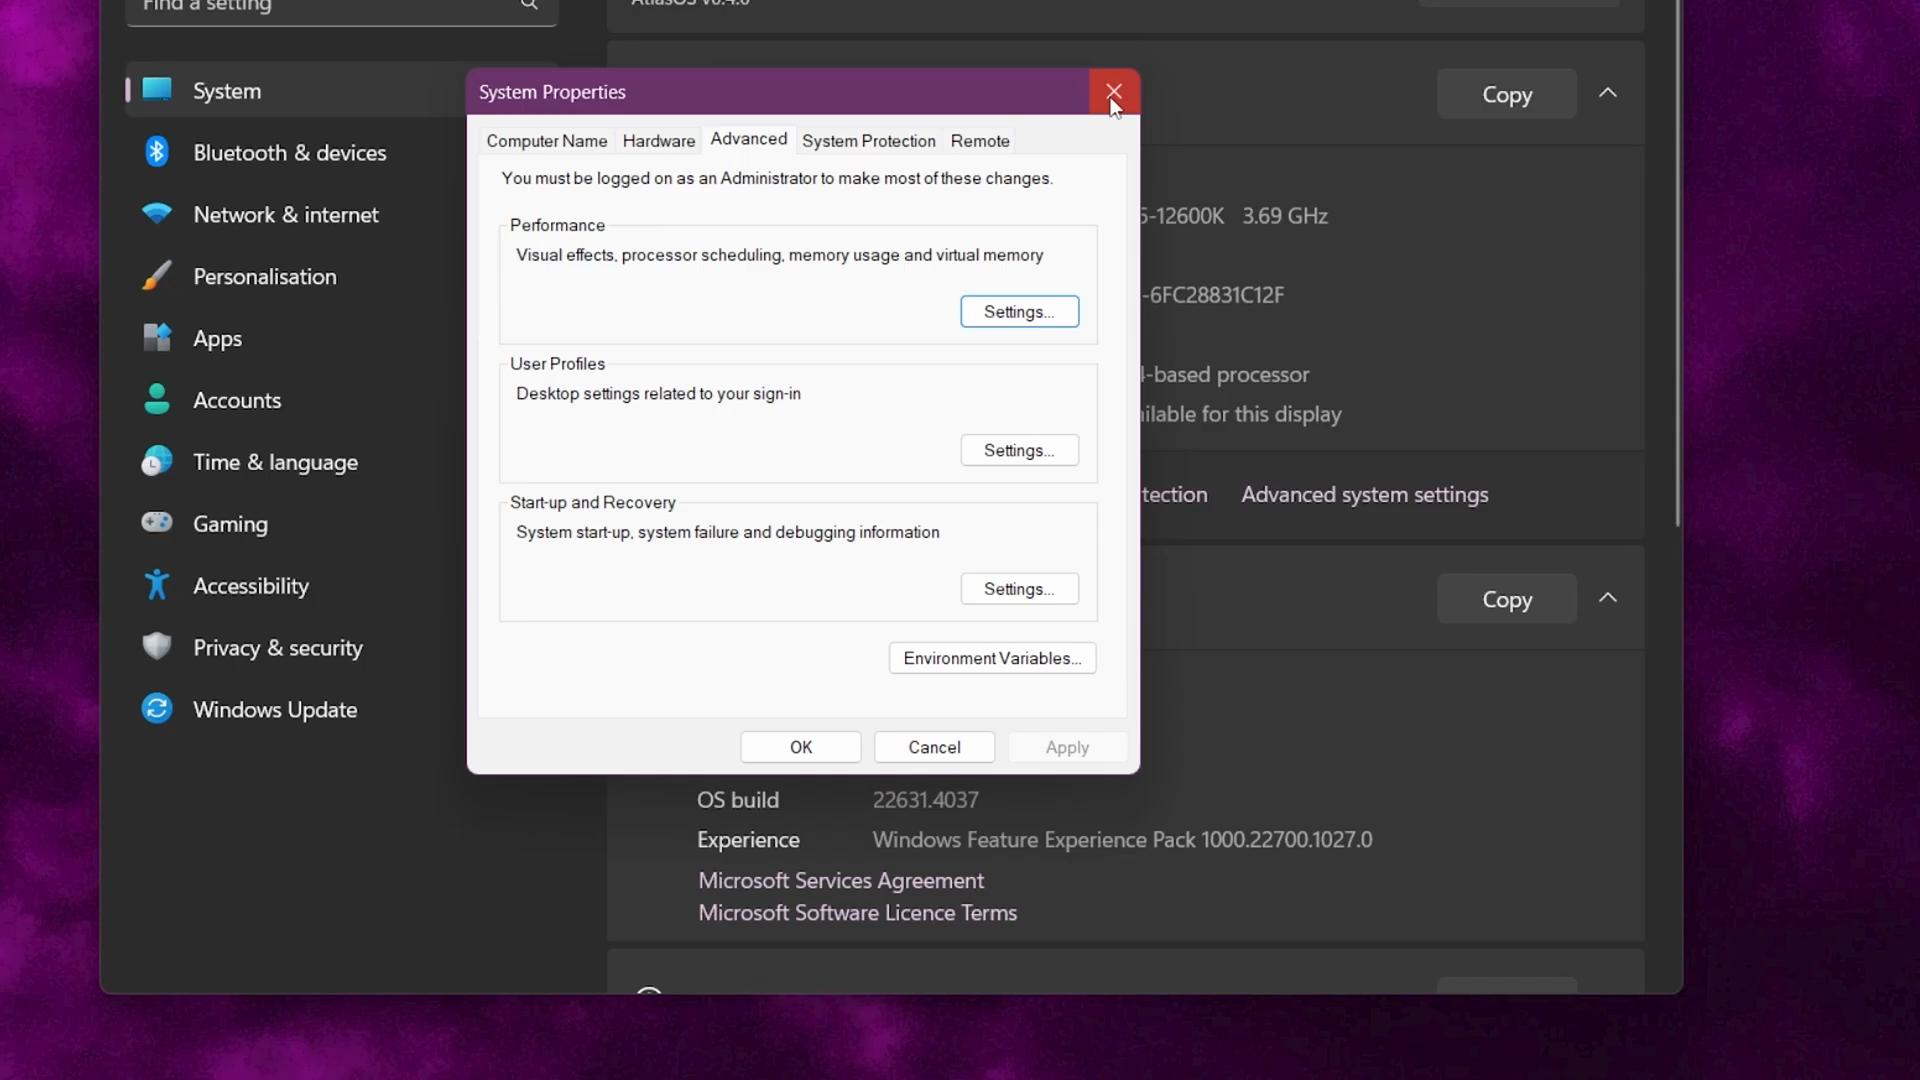 Find a setting
AtlasOS v0.4.0
System
Bluetooth & devices
Network & internet
Personalisation
Apps
Accounts
Time & language
Gaming
Accessibility
Privacy & security
Windows Update
System Properties
Computer Name
Hardware
Advanced
System Protection
Remote
You must be logged on as an Administrator to make most of these changes.
Performance
Visual effects, processor scheduling, memory usage and virtual memory
Settings...
User Profiles
Desktop settings related to your sign-in
Settings...
Start-up and Recovery
System start-up, system failure and debugging information
Settings...
Environment Variables...
OK
Cancel
Apply
Copy
5-12600K 3.69 GHz
-6FC28831C12F
4-based processor
ilable for this display
tection
Advanced system settings
Copy
OS build 22631.4037
Experience Windows Feature Experience Pack 1000.22700.1027.0
Microsoft Services Agreement
Microsoft Software Licence Terms